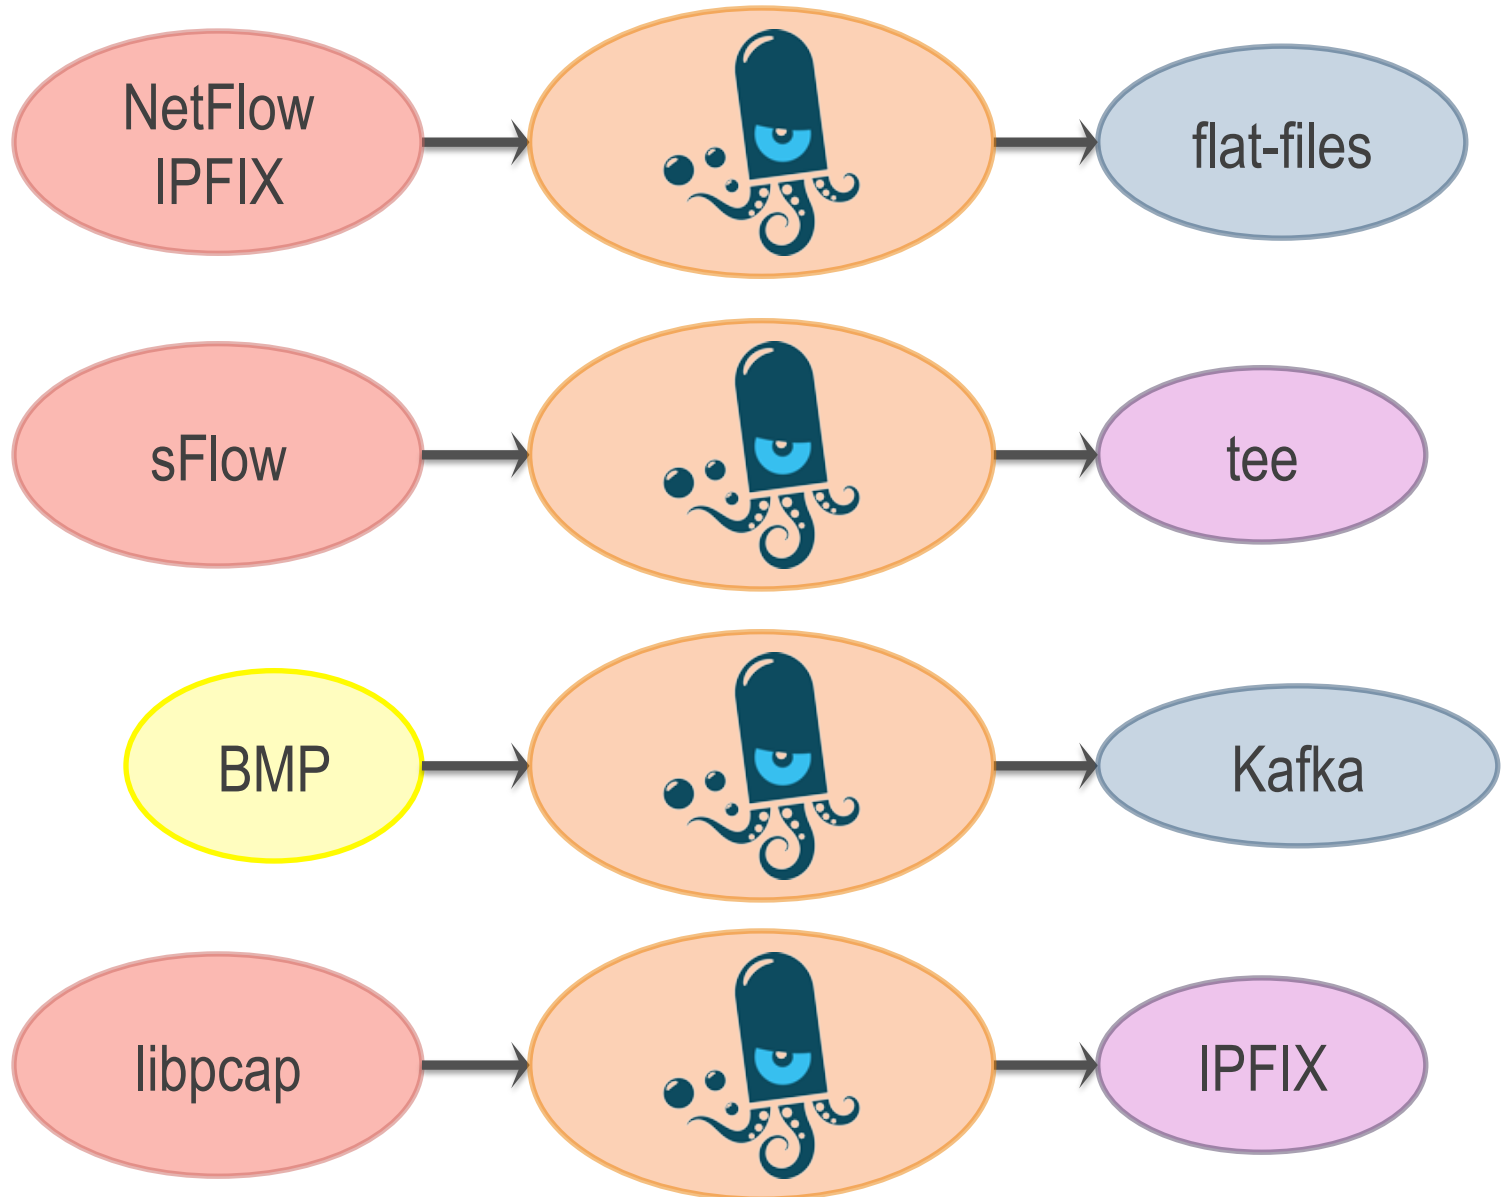 NetFlow
IPFIX
flat-files
sFlow
tee
BMP
Kafka
libpcap
IPFIX